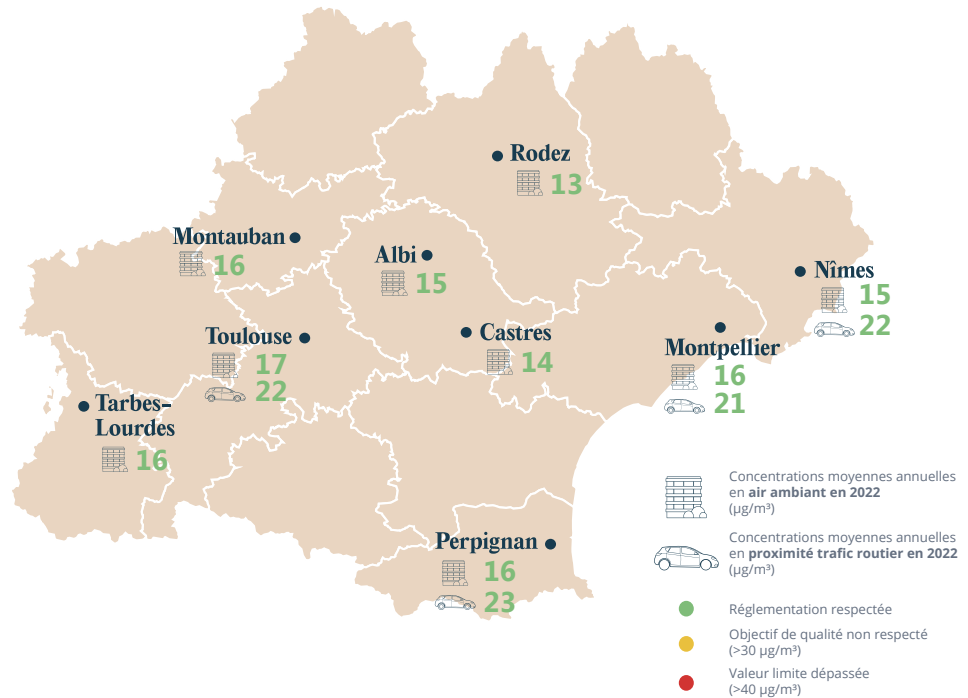 Rodez
13
Montauban
16
Albi
15
Nîmes
15
22
Toulouse
17
22
Castres
14
Montpellier
16
21
Tarbes-
Lourdes
16
Perpignan
16
23
Concentrations moyennes annuelles
en air ambiant en 2022
(µg/m³)
Concentrations moyennes annuelles
en proximité trafic routier en 2022
(µg/m³)
Réglementation respectée
Objectif de qualité non respecté
(>30 µg/m³)
Valeur limite dépassée
(>40 µg/m³)